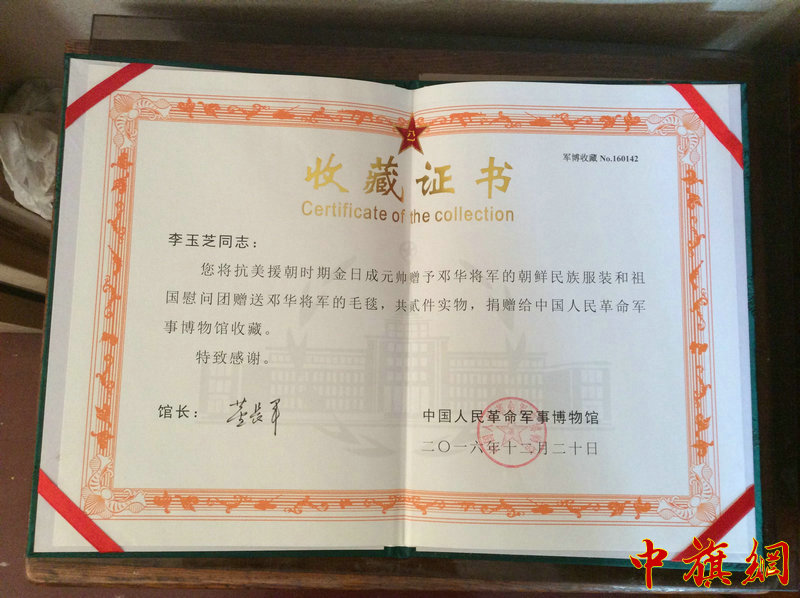 军博收藏 No.160142
收藏证书
Certificate of the collection
李玉芝同志：
您将抗美援朝时期金日成元帅赠予邓华将军的朝鲜民族服装和祖
国慰问团赠送邓华将军的毛毯，共贰件实物，捐赠给中国人民革命军
事博物馆收藏。
特致感谢。
馆长：
中国人民革命军事博物馆
二〇一六年十二月二十日
中旗網